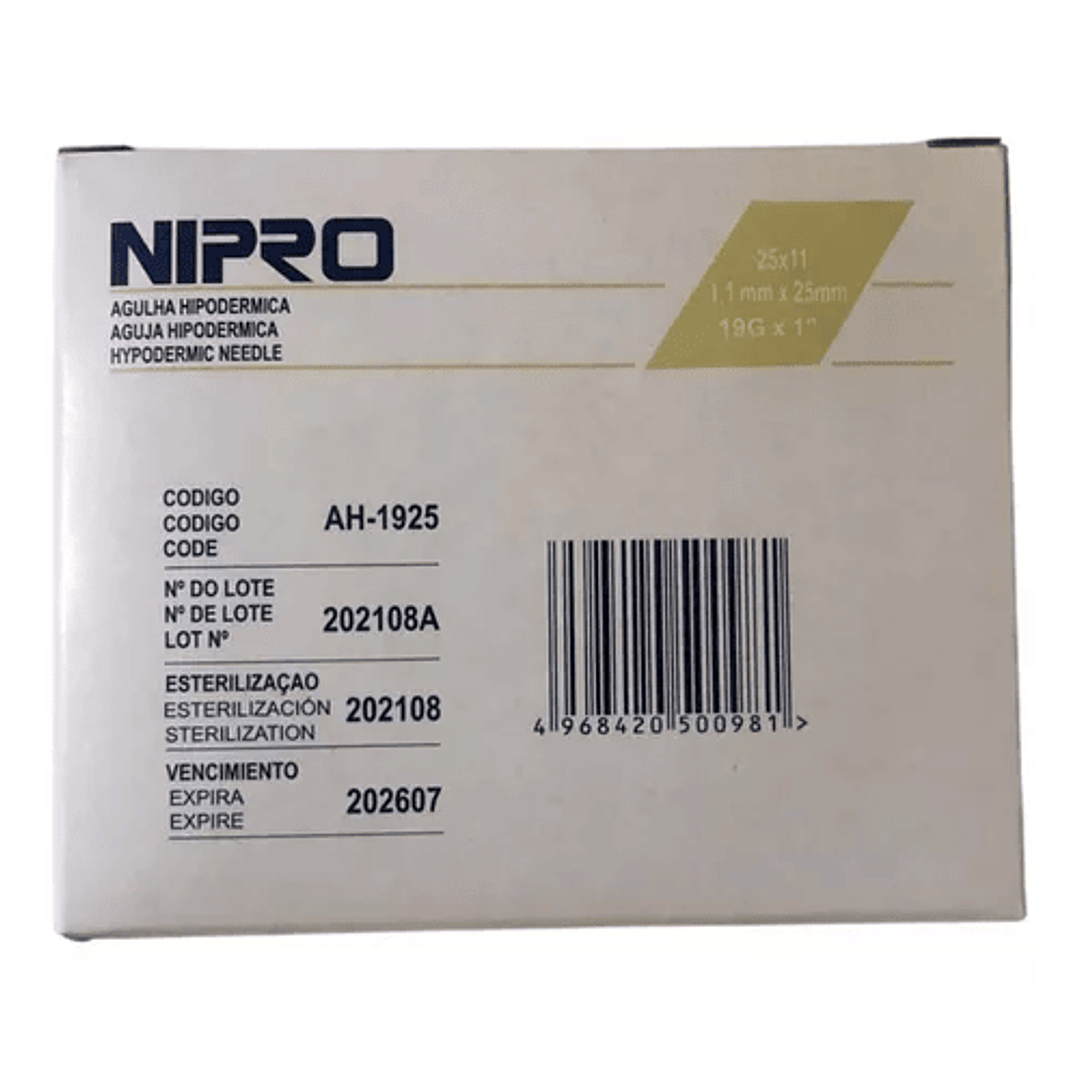 NIPRO
AGULHA HIPODERMICA
AGUJA HIPODERMICA
HYPODERMIC NEEDLE
25x11
1,1 mm x 25mm
19G x 1"
CODIGO
CODIGO
CODE
AH-1925
Nº DO LOTE
Nº DE LOTE
LOT Nº
202108A
ESTERILIZAÇAO
ESTERILIZACIÓN
STERILIZATION
202108
VENCIMIENTO
EXPIRA
EXPIRE
202607
4 968420 500981 >